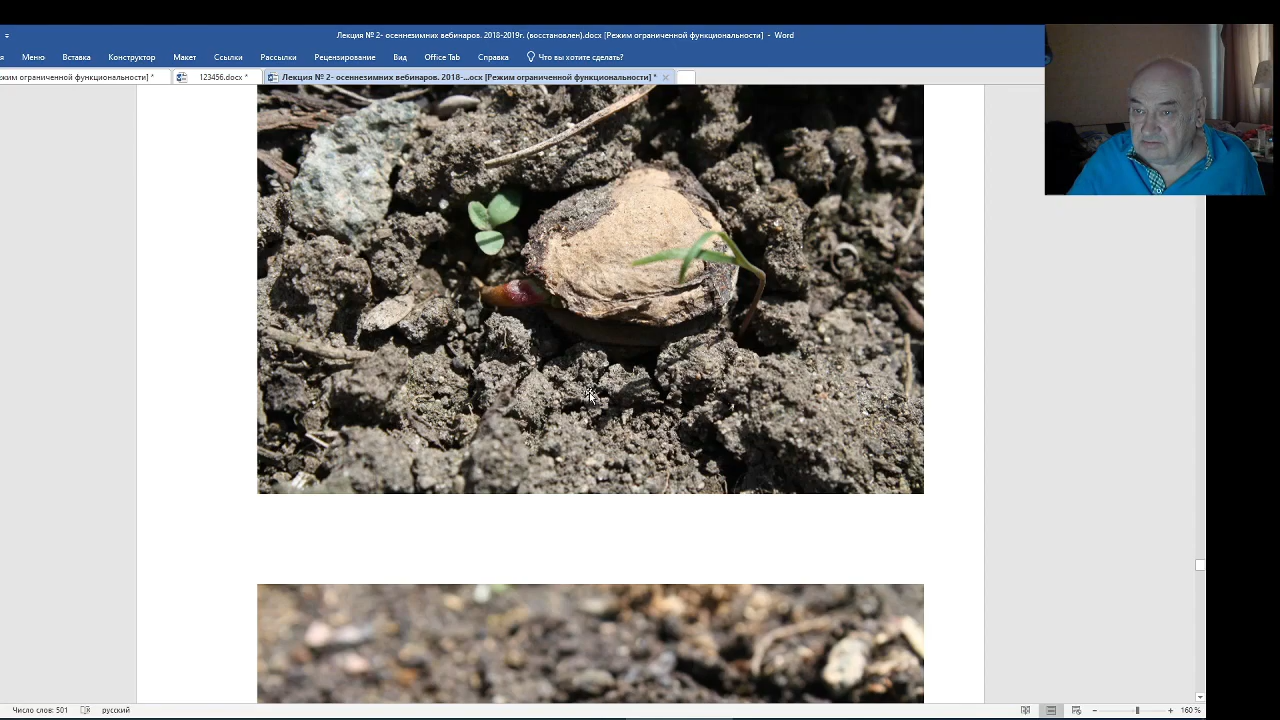 Лекция № 2- осеннезимних вебинаров. 2018-2019г. (восстановлен).docx [Режим ограниченной функциональности] - Word
Меню Вставка Конструктор Макет Ссылки Рассылки Рецензирование Вид Office Tab Справка Что вы хотите сделать?
жим ограниченной функциональности] * 123456.docx * Лекция № 2- осеннезимних вебинаров. 2018-...ocx [Режим ограниченной функциональности] *
Число слов: 501 русский 160 %